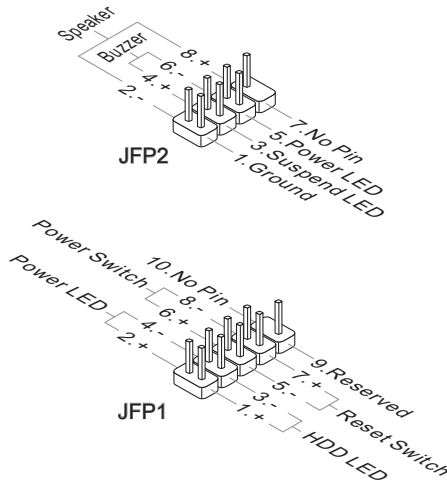 Speaker
Buzzer
8.+
6.-
4.+
2.-
7.No Pin
5.Power LED
3.Suspend LED
1.Ground
JFP2
10.No Pin
Power Switch
8.-
6.+
Power LED
4.-
2.+
9.Reserved
7.+
5.-
Reset Switch
3.-
1.+
HDD LED
JFP1